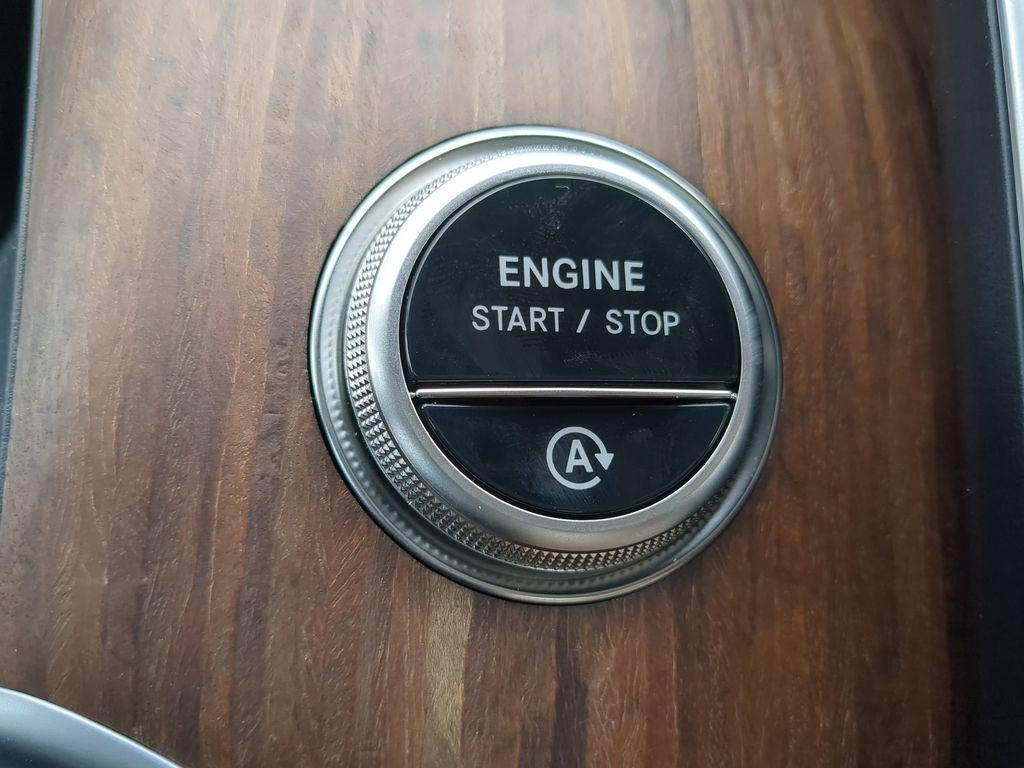 ENGINE
START / STOP
A